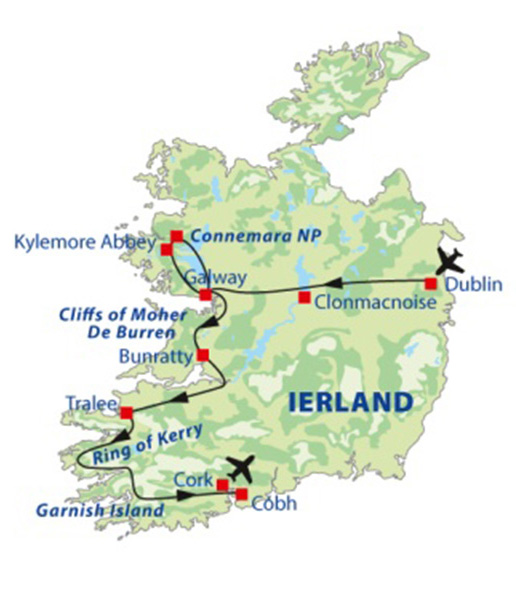 Kylemore Abbey
Connemara NP
Galway
Dublin
Clonmacnoise
Cliffs of Moher
De Burren
Bunratty
IERLAND
Tralee
Ring of Kerry
Cork
Cóbh
Garnish Island